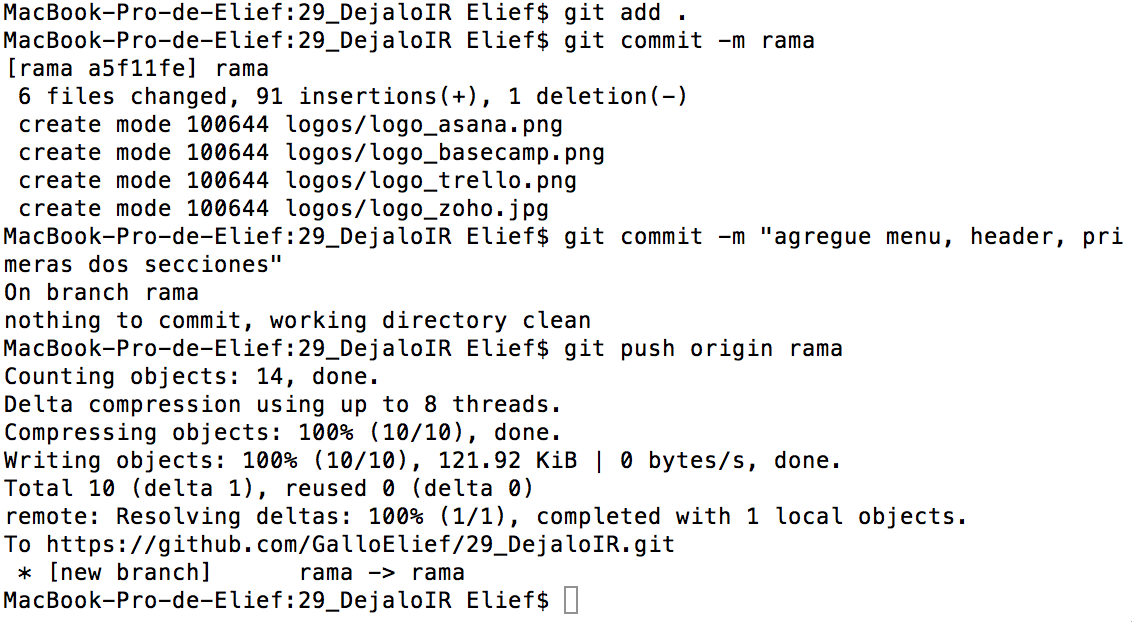 MacBook-Pro-de-Elief:29_DejaloIR Elief$ git add .
MacBook-Pro-de-Elief:29_DejaloIR Elief$ git commit -m rama
[rama a5f11fe] rama
 6 files changed, 91 insertions(+), 1 deletion(-)
 create mode 100644 logos/logo_asana.png
 create mode 100644 logos/logo_basecamp.png
 create mode 100644 logos/logo_trello.png
 create mode 100644 logos/logo_zoho.jpg
MacBook-Pro-de-Elief:29_DejaloIR Elief$ git commit -m "agregue menu, header, pri
meras dos secciones"
On branch rama
nothing to commit, working directory clean
MacBook-Pro-de-Elief:29_DejaloIR Elief$ git push origin rama
Counting objects: 14, done.
Delta compression using up to 8 threads.
Compressing objects: 100% (10/10), done.
Writing objects: 100% (10/10), 121.92 KiB | 0 bytes/s, done.
Total 10 (delta 1), reused 0 (delta 0)
remote: Resolving deltas: 100% (1/1), completed with 1 local objects.
To https://github.com/GalloElief/29_DejaloIR.git
 * [new branch]      rama -> rama
MacBook-Pro-de-Elief:29_DejaloIR Elief$